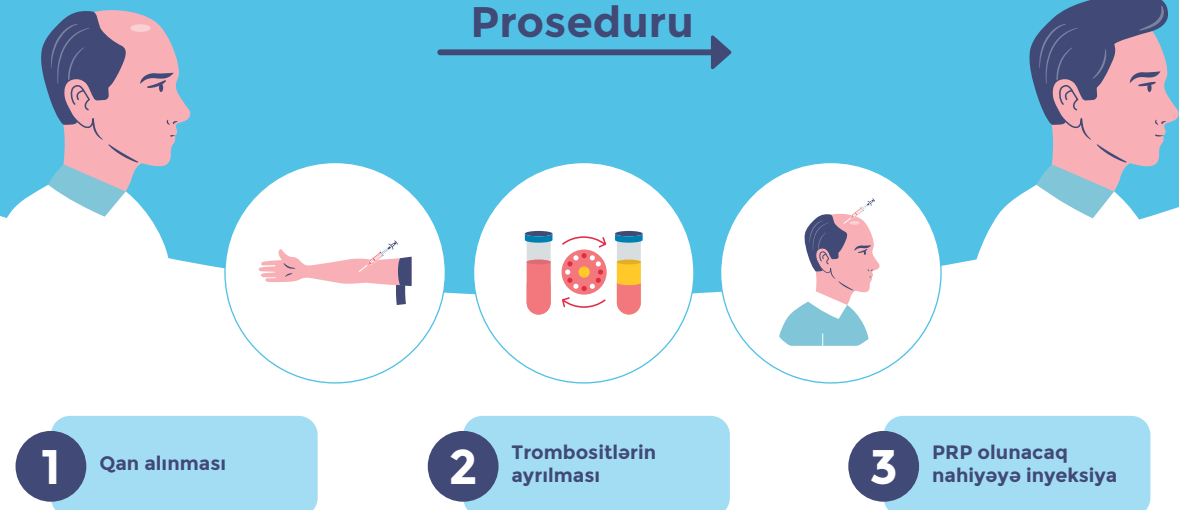 Proseduru
1
Qan alınması
2
Trombositlərin
ayrılması
3
PRP olunacaq
nahiyəyə inyeksiya